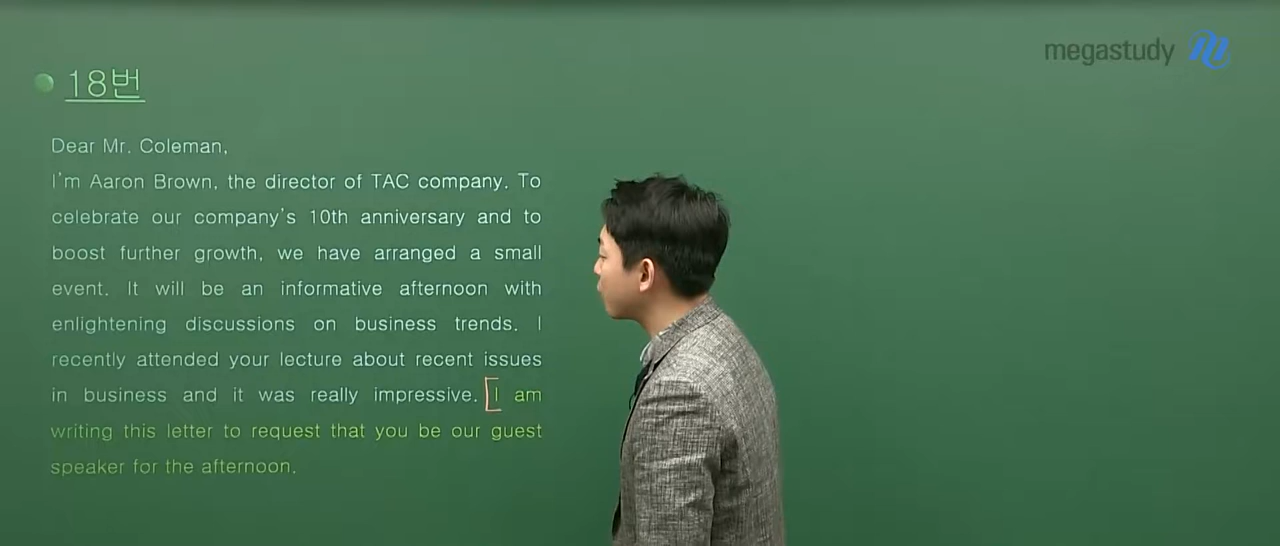 megastudy
18번
Dear Mr. Coleman,
I'm Aaron Brown, the director of TAC company. To
celebrate our company's 10th anniversary and to
boost further growth, we have arranged a small
event. It will be an informative afternoon with
enlightening discussions on business trends. I
recently attended your lecture about recent issues
in business and it was really impressive. I am
writing this letter to request that you be our guest
speaker for the afternoon.